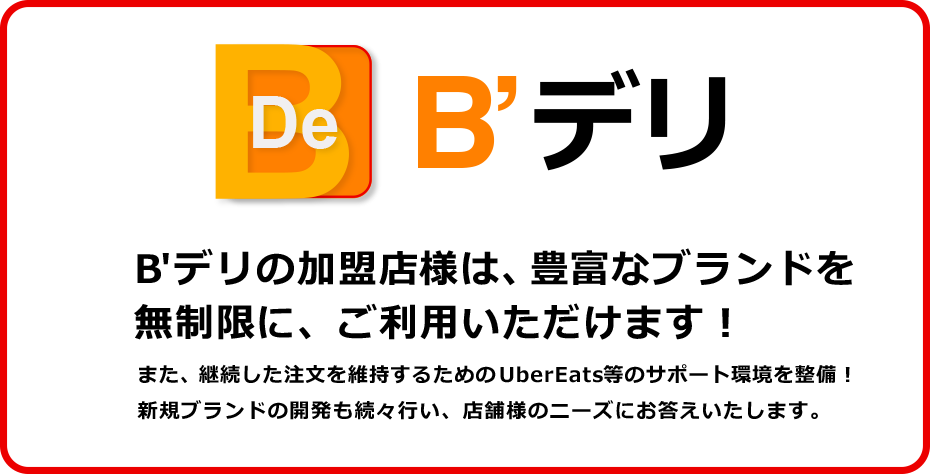 B De
B’デリ
B'デリの加盟店様は、豊富なブランドを
無制限に、ご利用いただけます！
また、継続した注文を維持するためのUberEats等のサポート環境を整備！
新規ブランドの開発も続々行い、店舗様のニーズにお答えいたします。